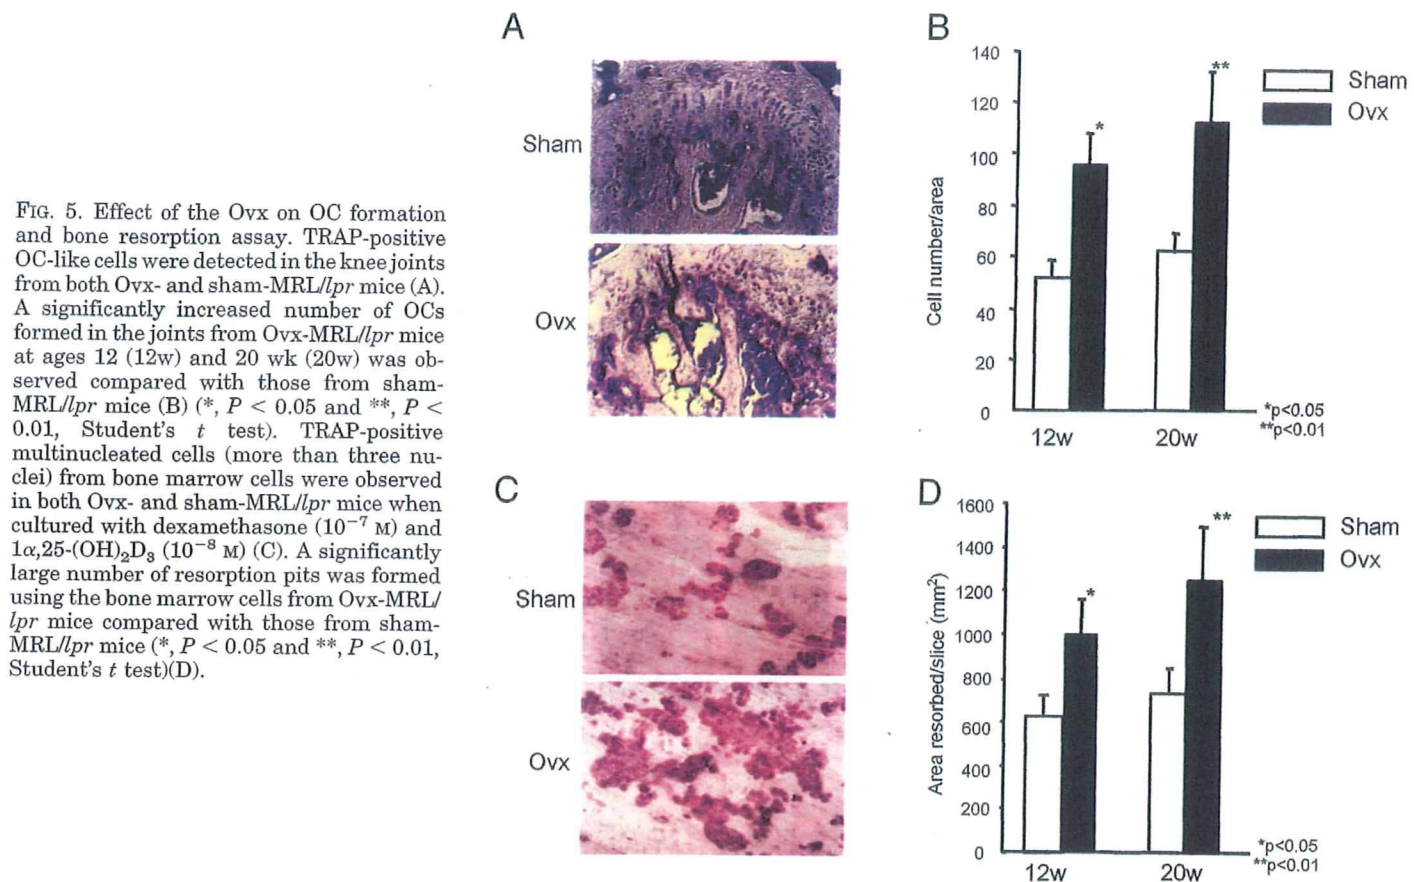 FIG. 5. Effect of the Ovx on OC formation
and bone resorption assay. TRAP-positive
OC-like cells were detected in the knee joints
from both Ovx- and sham-MRL/lpr mice (A).
A significantly increased number of OCs
formed in the joints from Ovx-MRL/lpr mice
at ages 12 (12w) and 20 wk (20w) was ob-
served compared with those from sham-
MRL/lpr mice (B) (*, P < 0.05 and **, P <
0.01, Student's t test). TRAP-positive
multinucleated cells (more than three nu-
clei) from bone marrow cells were observed
in both Ovx- and sham-MRL/lpr mice when
cultured with dexamethasone (10⁻⁷ M) and
1α,25-(OH)₂D₃ (10⁻⁸ M) (C). A significantly
large number of resorption pits was formed
using the bone marrow cells from Ovx-MRL/
lpr mice compared with those from sham-
MRL/lpr mice (*, P < 0.05 and **, P < 0.01,
Student's t test)(D).
A
Sham
Ovx
B
Cell number/area
140
120
100
80
60
40
20
0
*
**
12w
20w
Sham
Ovx
*p<0.05
**p<0.01
C
Sham
Ovx
D
Area resorbed/slice (mm²)
1600
1400
1200
1000
800
600
400
200
0
*
**
12w
20w
Sham
Ovx
*p<0.05
**p<0.01